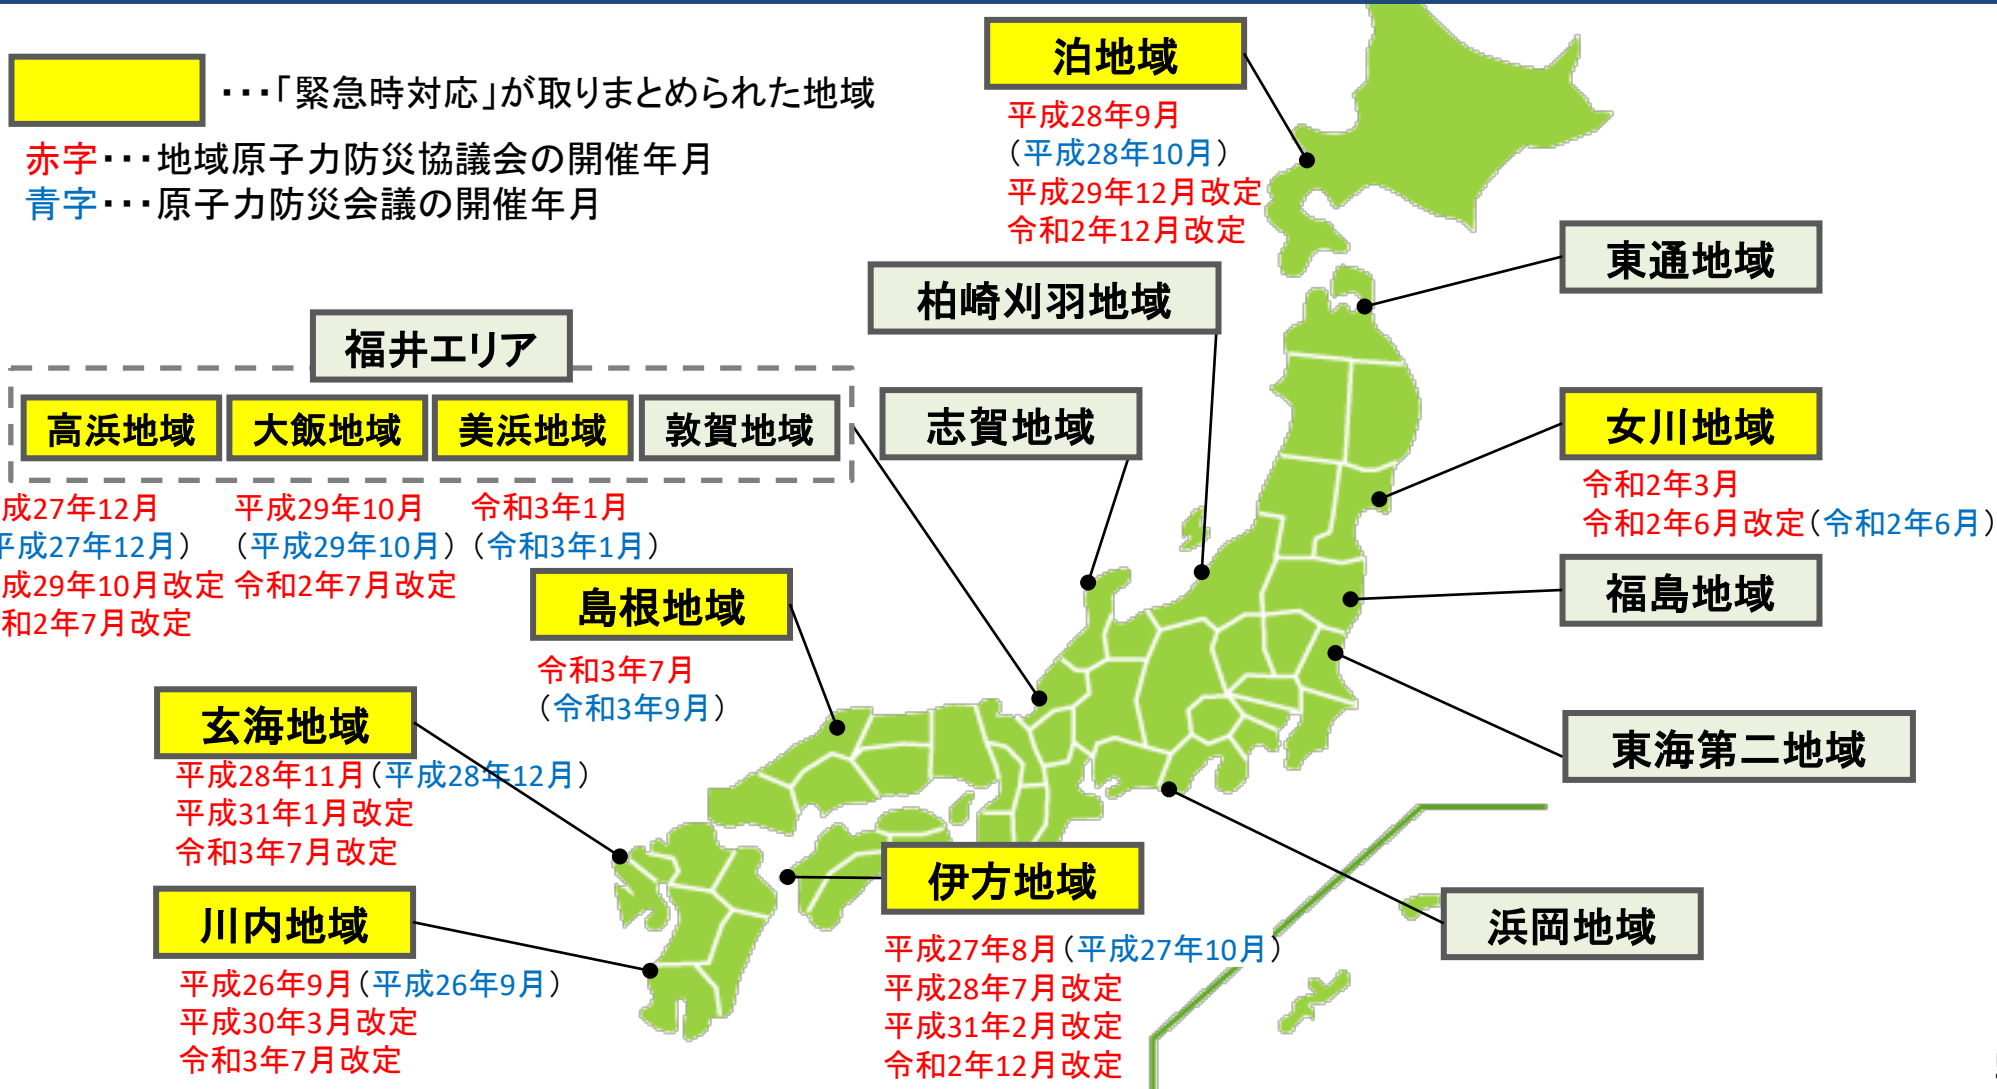 ・・・「緊急時対応」が取りまとめられた地域
赤字・・・地域原子力防災協議会の開催年月
青字・・・原子力防災会議の開催年月
泊地域
平成28年9月
（平成28年10月）
平成29年12月改定
令和2年12月改定
東通地域
柏崎刈羽地域
福井エリア
高浜地域
大飯地域
美浜地域
敦賀地域
成27年12月
成27年12月）
成29年10月改定
和2年7月改定
平成29年10月
（平成29年10月）
令和2年7月改定
令和3年1月
（令和3年1月）
志賀地域
女川地域
令和2年3月
令和2年6月改定（令和2年6月）
島根地域
令和3年7月
（令和3年9月）
福島地域
玄海地域
平成28年11月（平成28年12月）
平成31年1月改定
令和3年7月改定
東海第二地域
川内地域
平成26年9月（平成26年9月）
平成30年3月改定
令和3年7月改定
伊方地域
平成27年8月（平成27年10月）
平成28年7月改定
平成31年2月改定
令和2年12月改定
浜岡地域